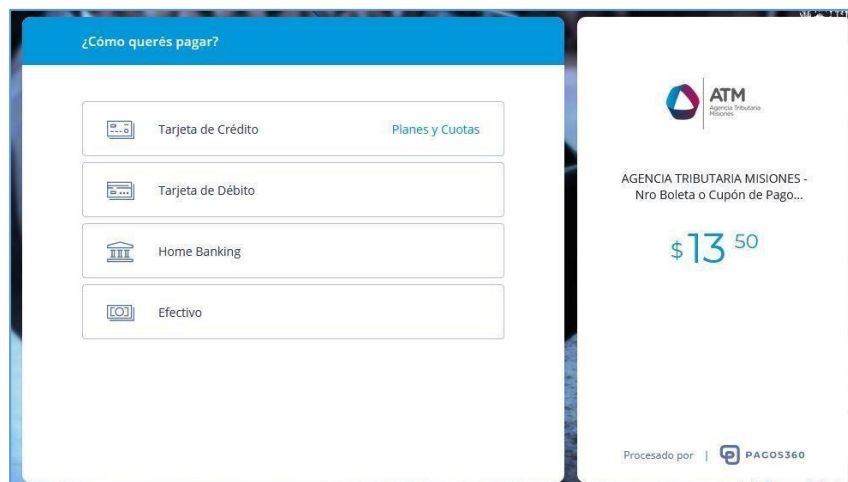 ¿Cómo querés pagar?
Tarjeta de Crédito Planes y Cuotas
Tarjeta de Débito
Home Banking
Efectivo
ATM
Agencia Tributaria
Misiones
AGENCIA TRIBUTARIA MISIONES -
Nro Boleta o Cupón de Pago...
$ 13 50
Procesado por | PAGOS360